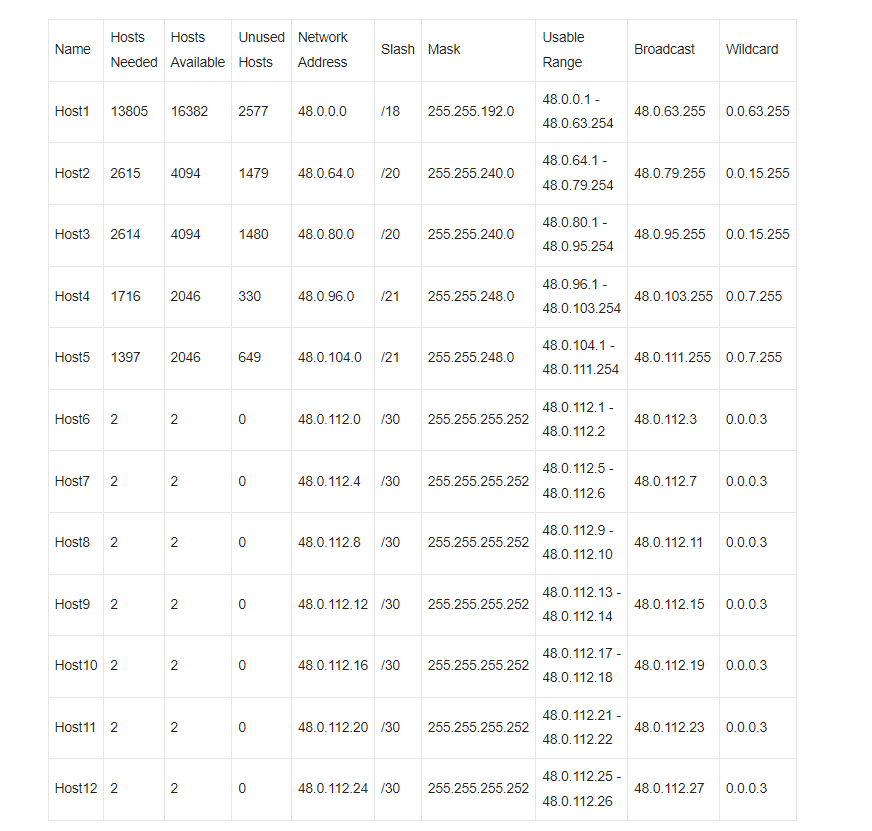 Name Hosts Needed Hosts Available Unused Hosts Network Address Slash Mask Usable Range Broadcast Wildcard
Host1 13805 16382 2577 48.0.0.0 /18 255.255.192.0 48.0.0.1 - 48.0.63.254 48.0.63.255 0.0.63.255
Host2 2615 4094 1479 48.0.64.0 /20 255.255.240.0 48.0.64.1 - 48.0.79.254 48.0.79.255 0.0.15.255
Host3 2614 4094 1480 48.0.80.0 /20 255.255.240.0 48.0.80.1 - 48.0.95.254 48.0.95.255 0.0.15.255
Host4 1716 2046 330 48.0.96.0 /21 255.255.248.0 48.0.96.1 - 48.0.103.254 48.0.103.255 0.0.7.255
Host5 1397 2046 649 48.0.104.0 /21 255.255.248.0 48.0.104.1 - 48.0.111.254 48.0.111.255 0.0.7.255
Host6 2 2 0 48.0.112.0 /30 255.255.255.252 48.0.112.1 - 48.0.112.2 48.0.112.3 0.0.0.3
Host7 2 2 0 48.0.112.4 /30 255.255.255.252 48.0.112.5 - 48.0.112.6 48.0.112.7 0.0.0.3
Host8 2 2 0 48.0.112.8 /30 255.255.255.252 48.0.112.9 - 48.0.112.10 48.0.112.11 0.0.0.3
Host9 2 2 0 48.0.112.12 /30 255.255.255.252 48.0.112.13 - 48.0.112.14 48.0.112.15 0.0.0.3
Host10 2 2 0 48.0.112.16 /30 255.255.255.252 48.0.112.17 - 48.0.112.18 48.0.112.19 0.0.0.3
Host11 2 2 0 48.0.112.20 /30 255.255.255.252 48.0.112.21 - 48.0.112.22 48.0.112.23 0.0.0.3
Host12 2 2 0 48.0.112.24 /30 255.255.255.252 48.0.112.25 - 48.0.112.26 48.0.112.27 0.0.0.3